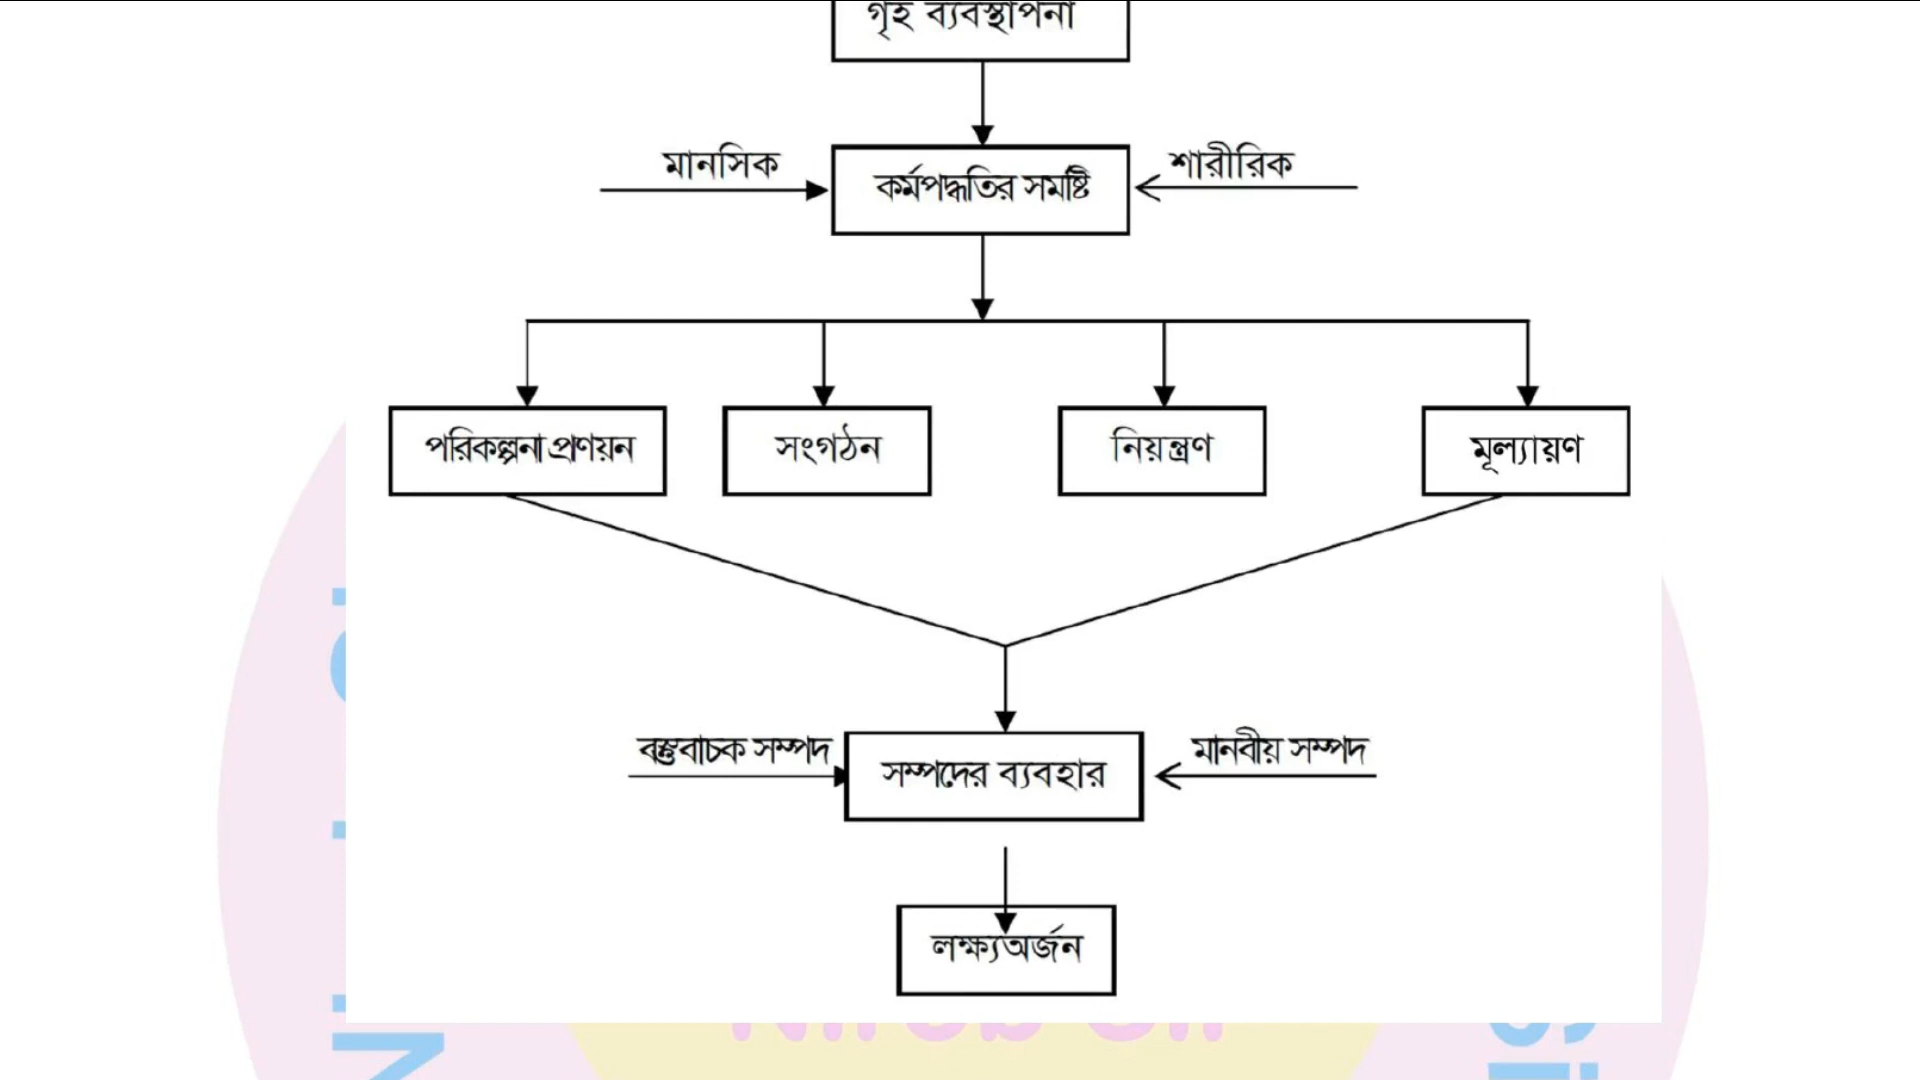 গৃহ ব্যবস্থাপনা
মানসিক
কর্মপদ্ধতির সমষ্টি
শারীরিক
পরিকল্পনা প্রণয়ন
সংগঠন
নিয়ন্ত্রণ
মূল্যায়ণ
বস্তুবাচক সম্পদ
সম্পদের ব্যবহার
মানবীয় সম্পদ
লক্ষ্যঅর্জন